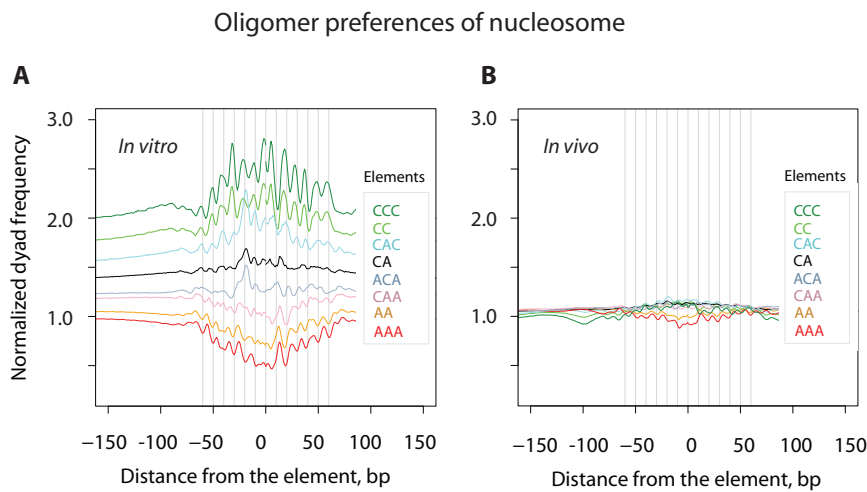 Oligomer preferences of nucleosome
A
B
Normalized dyad frequency
3.0
2.0
1.0
In vitro
Elements
CCC
CC
CAC
CA
ACA
CAA
AA
AAA
−150 −100 −50 0 50 100 150
Distance from the element, bp
3.0
2.0
1.0
In vivo
Elements
CCC
CC
CAC
CA
ACA
CAA
AA
AAA
−150 −100 −50 0 50 100 150
Distance from the element, bp